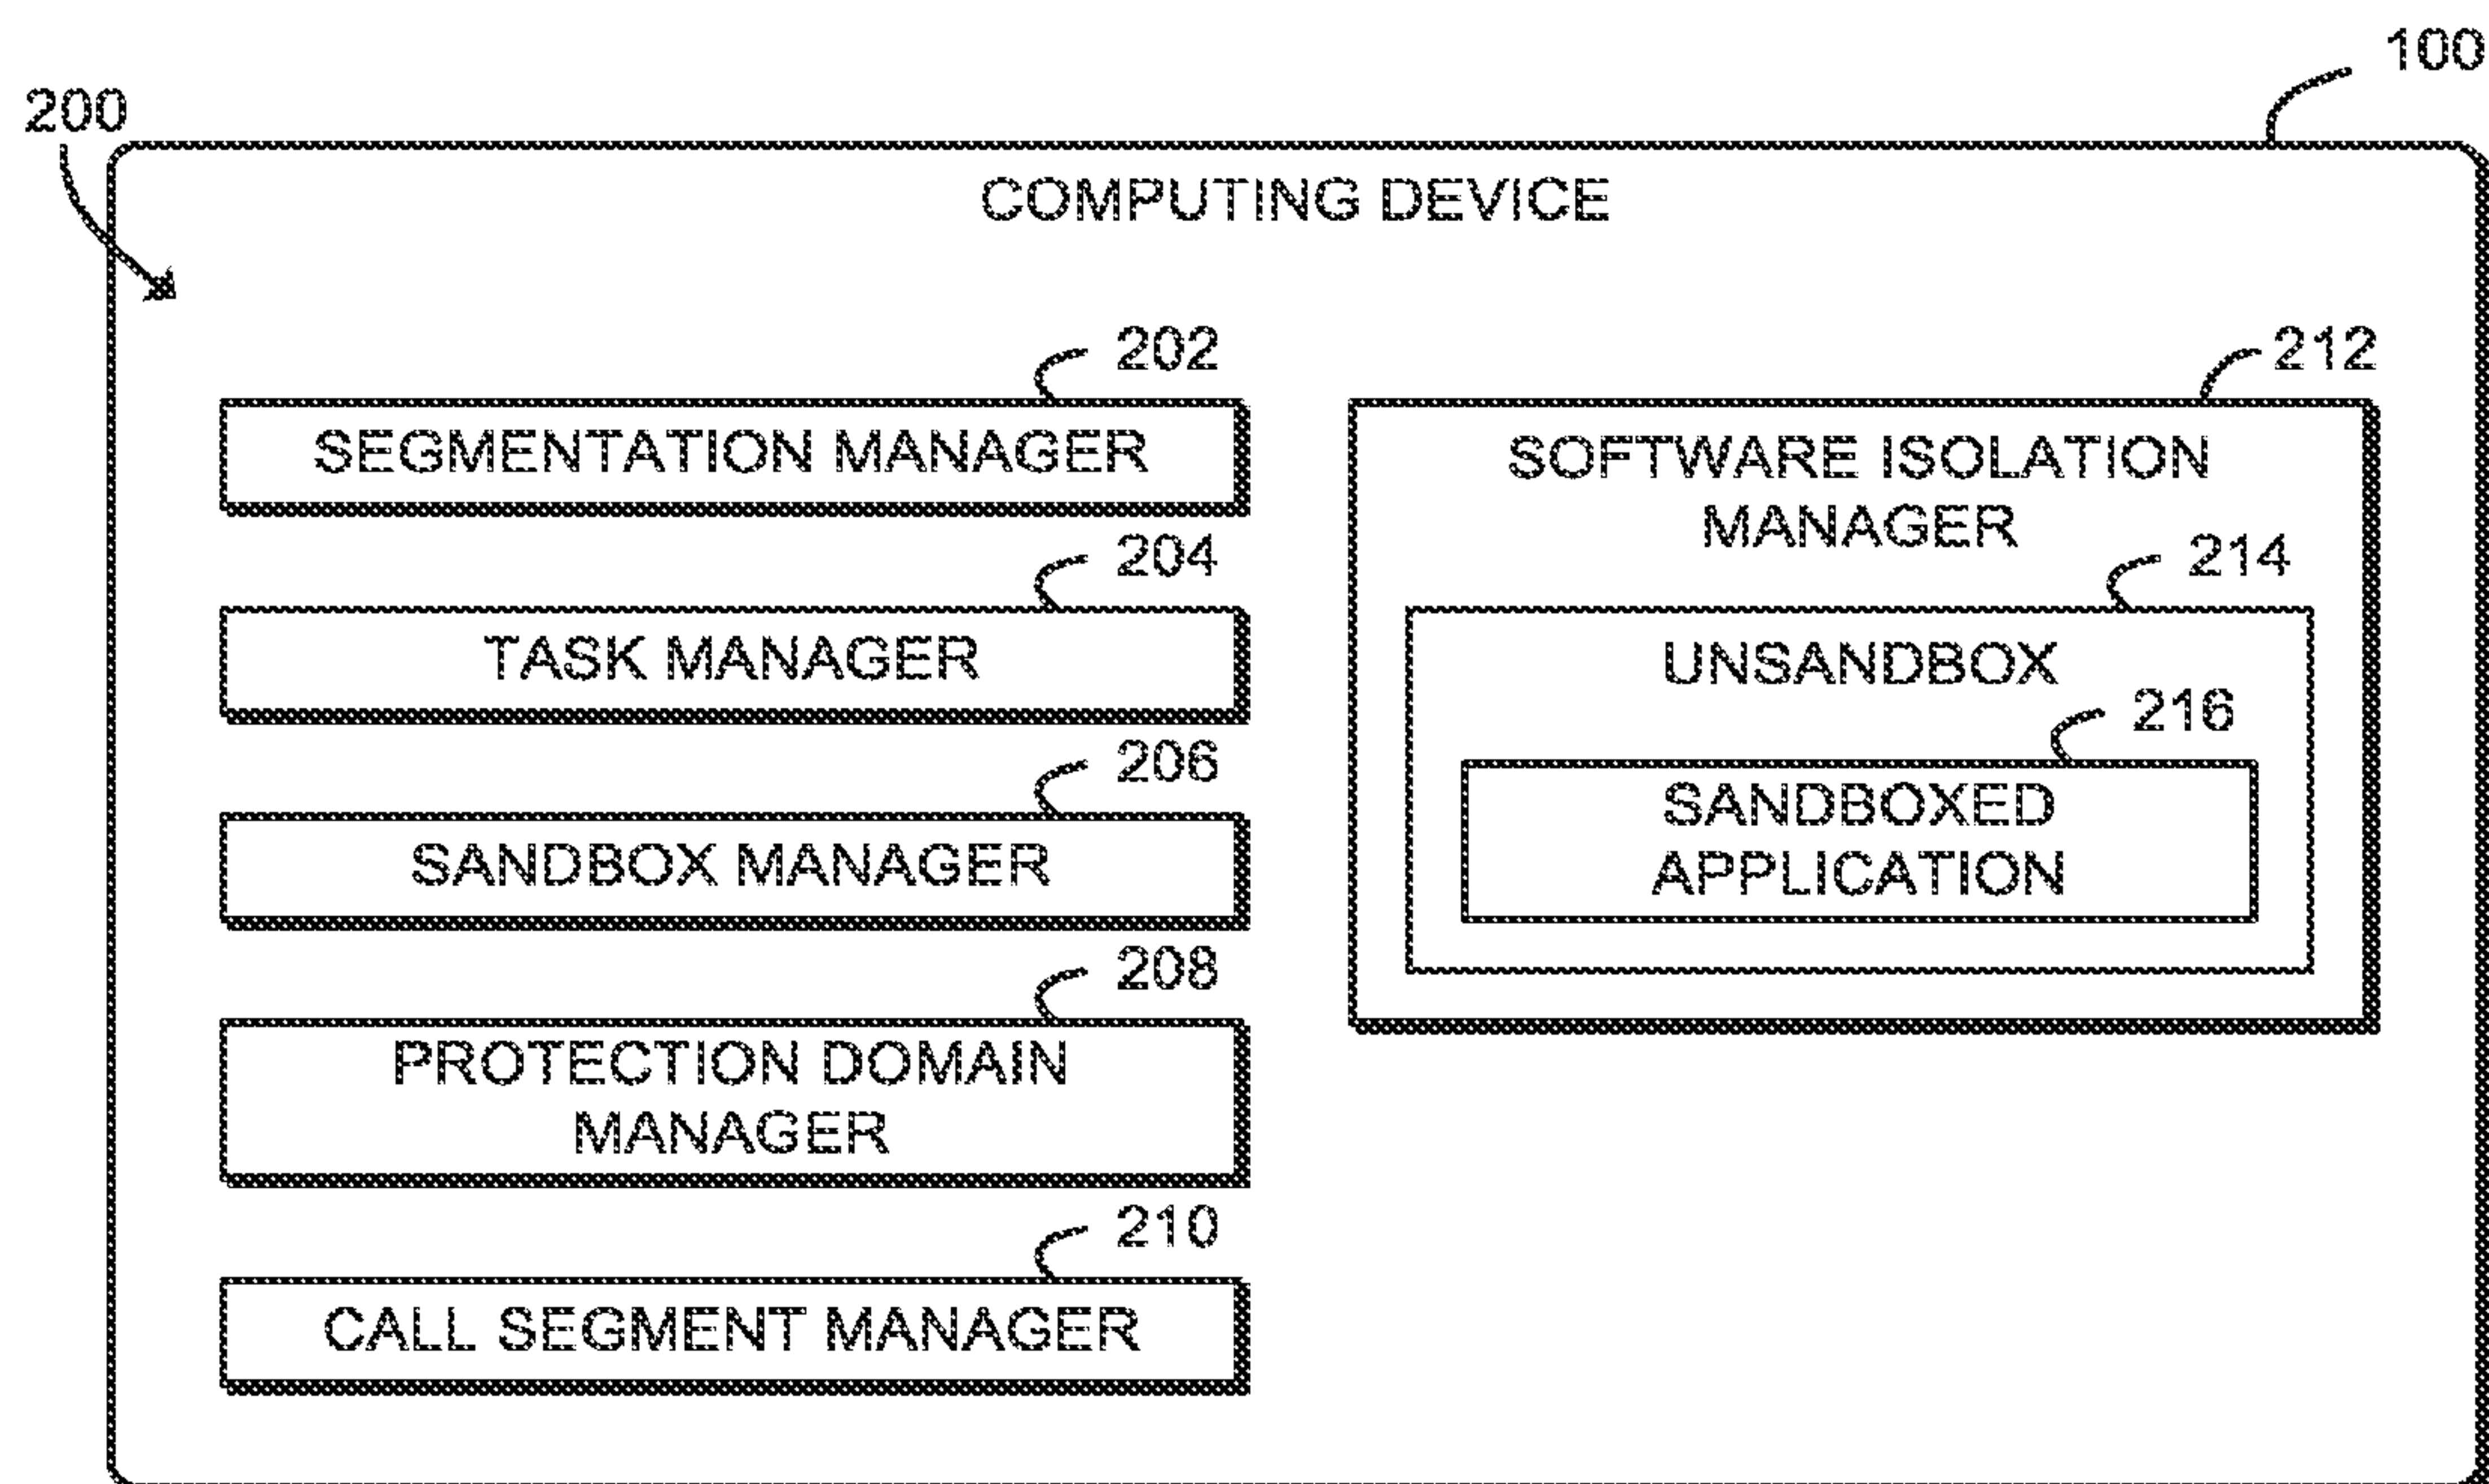 100
200
COMPUTING DEVICE
202
SEGMENTATION MANAGER
204
TASK MANAGER
206
SANDBOX MANAGER
208
PROTECTION DOMAIN
MANAGER
210
CALL SEGMENT MANAGER
212
SOFTWARE ISOLATION
MANAGER
214
UNSANDBOX
216
SANDBOXED
APPLICATION